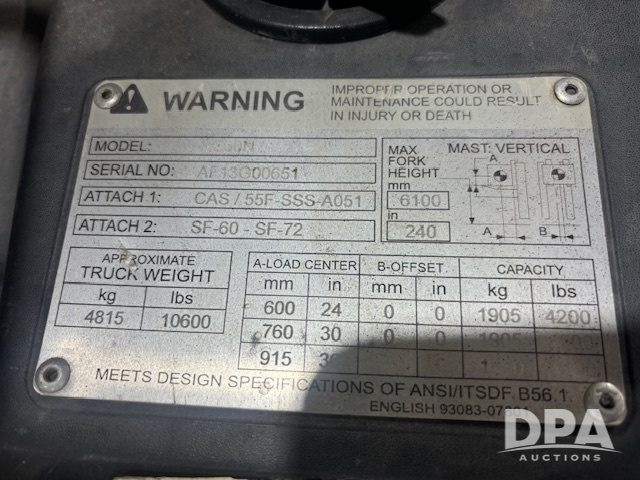 WARNING
IMPROPER OPERATION OR
MAINTENANCE COULD RESULT
IN INJURY OR DEATH
MODEL:
SERIAL NO: AF13G00651
ATTACH 1: CAS / 55F-SSS-A051
ATTACH 2: SF-60 - SF-72
MAX
FORK
HEIGHT
mm
6100
in
240
MAST: VERTICAL
A
A B
APPROXIMATE
TRUCK WEIGHT
kg lbs
4815 10600
A-LOAD CENTER B-OFFSET CAPACITY
mm in mm in kg lbs
600 24 0 0 1905 4200
760 30 0 0
915
MEETS DESIGN SPECIFICATIONS OF ANSI/ITSDF B56.1.
ENGLISH
DPA
AUCTIONS